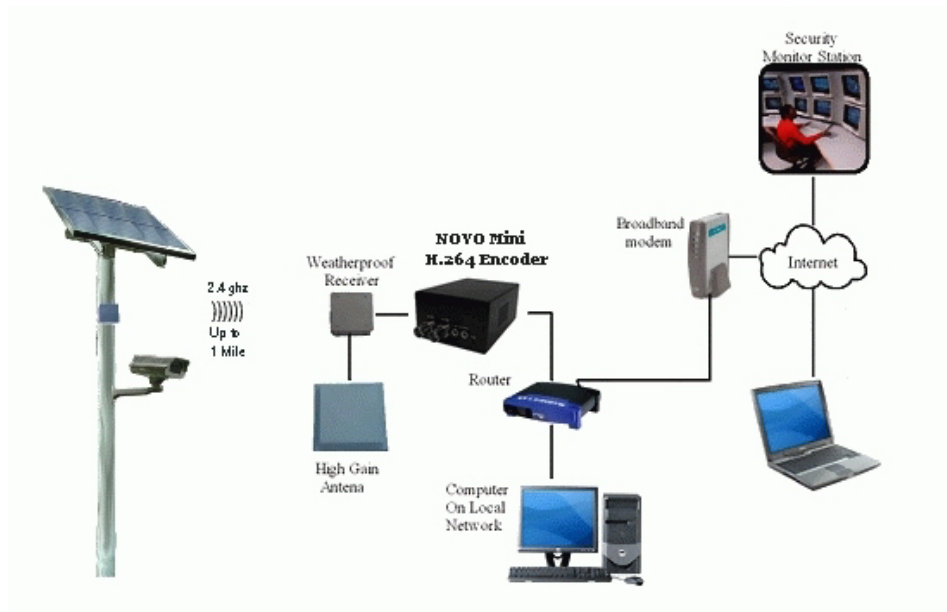 Security
Monitor Station
Broadband
modem
NOVO Mini
H.264 Encoder
Weatherproof
Receiver
Internet
2.4 ghz
Up to
1 Mile
Router
High Gain
Antena
Computer
On Local
Network